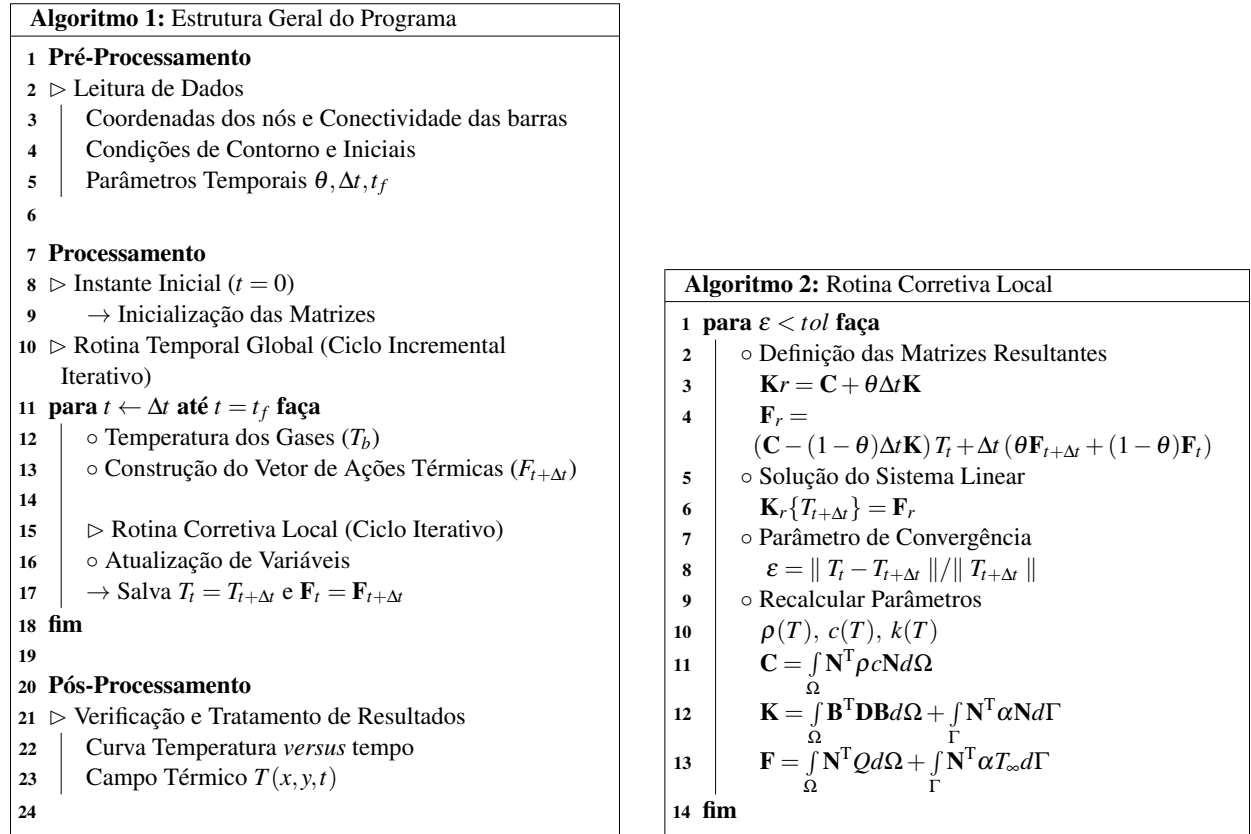 Algoritmo 1: Estrutura Geral do Programa
1 Pré-Processamento
2 ▷ Leitura de Dados
3 Coordenadas dos nós e Conectividade das barras
4 Condições de Contorno e Iniciais
5 Parâmetros Temporais θ,Δt,t_f
6
7 Processamento
8 ▷ Instante Inicial (t = 0)
9 → Inicialização das Matrizes
10 ▷ Rotina Temporal Global (Ciclo Incremental
Iterativo)
11 para t ← Δt até t = t_f faça
12 ○ Temperatura dos Gases (T_b)
13 ○ Construção do Vetor de Ações Térmicas (F_{t+Δt})
14
15 ▷ Rotina Corretiva Local (Ciclo Iterativo)
16 ○ Atualização de Variáveis
17 → Salva T_t = T_{t+Δt} e F_t = F_{t+Δt}
18 fim
19
20 Pós-Processamento
21 ▷ Verificação e Tratamento de Resultados
22 Curva Temperatura versus tempo
23 Campo Térmico T(x,y,t)
24
Algoritmo 2: Rotina Corretiva Local
1 para ε < tol faça
2 ○ Definição das Matrizes Resultantes
3 Kr = C + θΔtK
4 F_r =
(C − (1 − θ)ΔtK) T_t + Δt (θF_{t+Δt} + (1 − θ)F_t)
5 ○ Solução do Sistema Linear
6 K_r{T_{t+Δt}} = F_r
7 ○ Parâmetro de Convergência
8 ε = ‖ T_t − T_{t+Δt} ‖/‖ T_{t+Δt} ‖
9 ○ Recalcular Parâmetros
10 ρ(T), c(T), k(T)
11 C = ∫_Ω N^T ρcN dΩ
12 K = ∫_Ω B^T DB dΩ + ∫_Γ N^T αN dΓ
13 F = ∫_Ω N^T Q dΩ + ∫_Γ N^T αT_∞ dΓ
14 fim